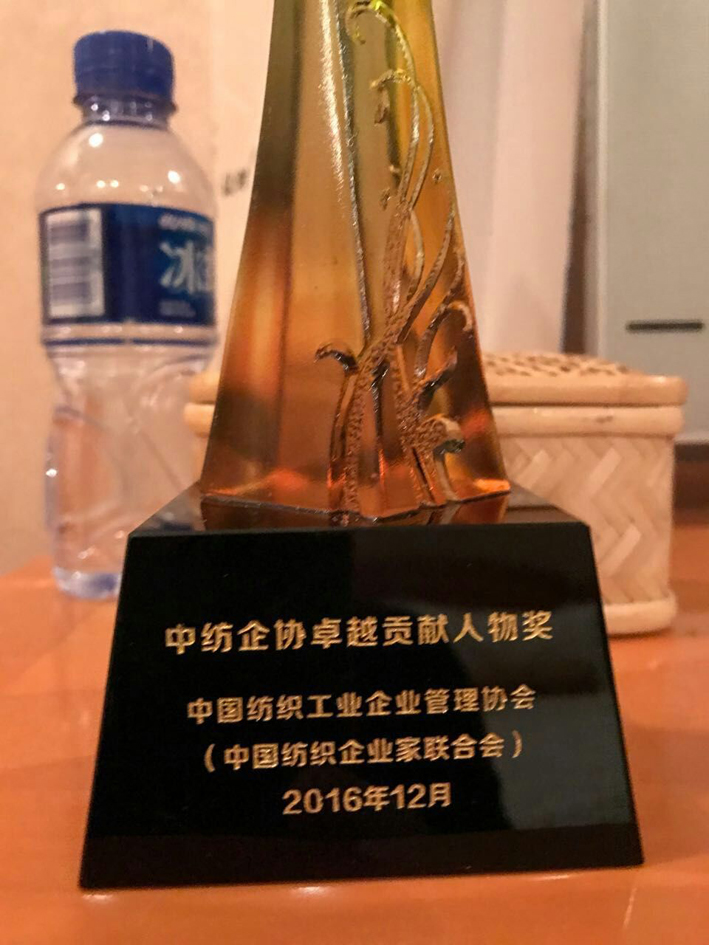 中纺企协卓越贡献人物奖
中国纺织工业企业管理协会
（中国纺织企业家联合会）
2016年12月